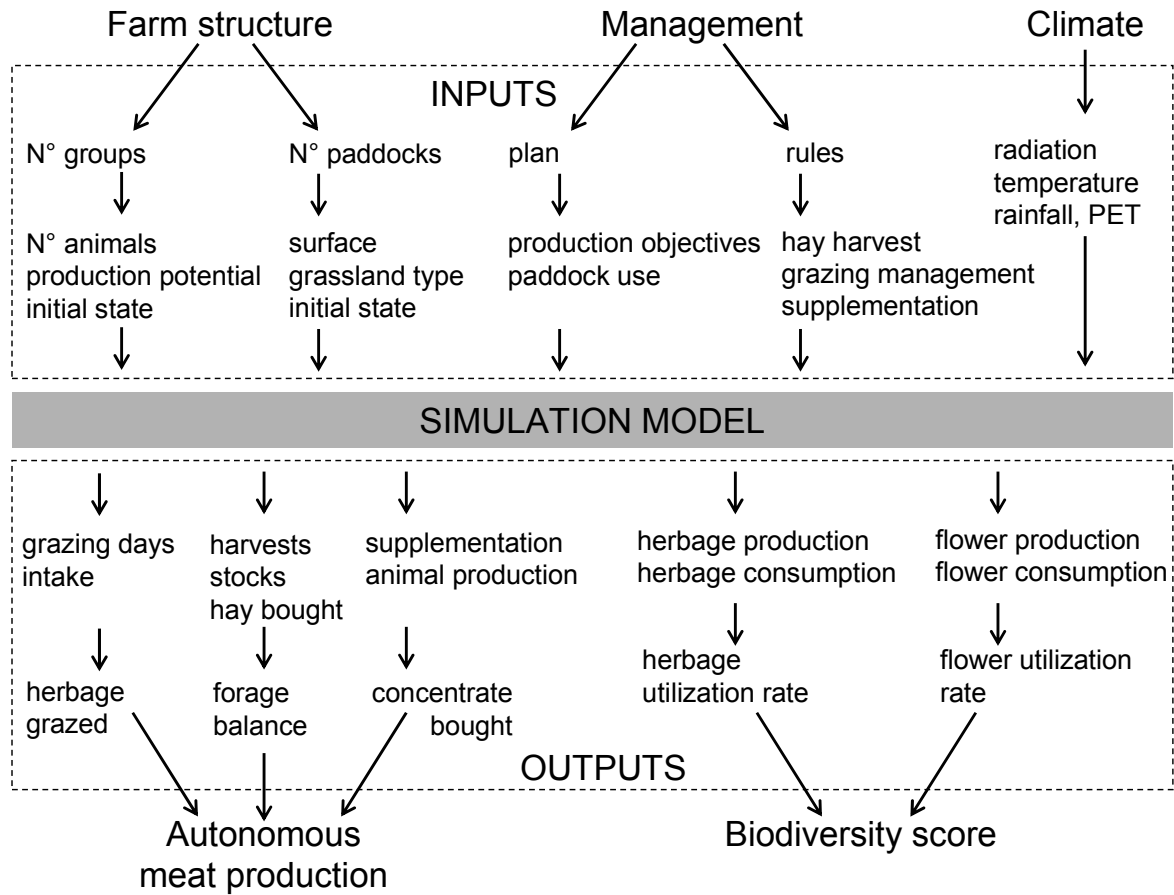 Farm structure
Management
Climate
INPUTS
N° groups
N° paddocks
plan
rules
radiation
temperature
rainfall, PET
N° animals
production potential
initial state
surface
grassland type
initial state
production objectives
paddock use
hay harvest
grazing management
supplementation
SIMULATION MODEL
grazing days
intake
harvests
stocks
hay bought
supplementation
animal production
herbage production
herbage consumption
flower production
flower consumption
herbage
grazed
forage
balance
concentrate
bought
herbage
utilization rate
flower utilization
rate
OUTPUTS
Autonomous
meat production
Biodiversity score